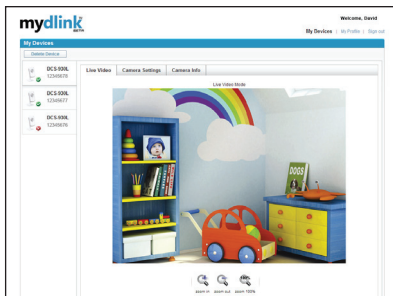 mydlink
Welcome, David
My Devices | My Profile | Sign out
My Devices
Delete Device
DCS-930L
12345678
DCS-930L
12345677
DCS-930L
12345676
Live Video
Camera Settings
Camera Info
Live Video Mode
DOGS
zoom in
zoom out
zoom 100%